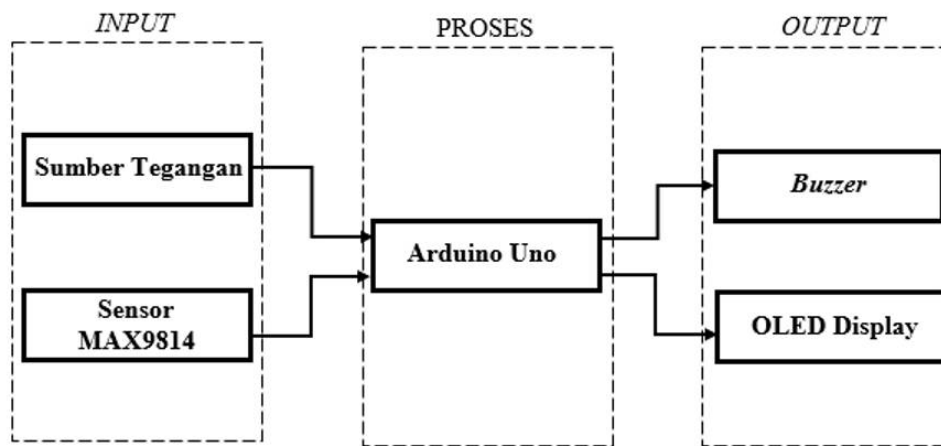 INPUT
PROSES
OUTPUT
Sumber Tegangan
Sensor
MAX9814
Arduino Uno
Buzzer
OLED Display